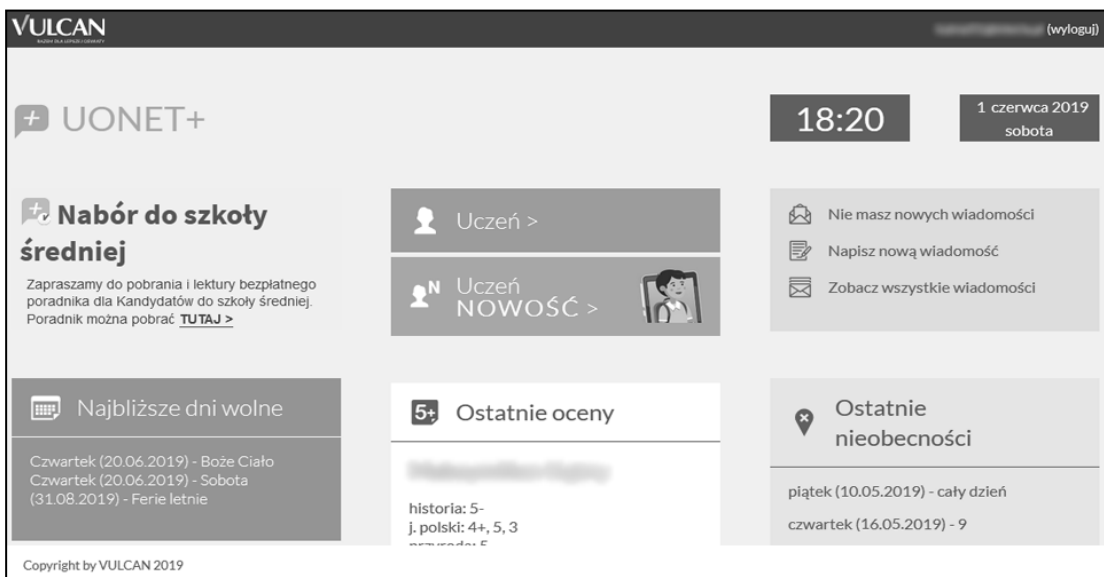 VULCAN
(wyloguj)
UONET+
18:20
1 czerwca 2019
sobota
Nabór do szkoły
średniej
Zapraszamy do pobrania i lektury bezpłatnego
poradnika dla Kandydatów do szkoły średniej.
Poradnik można pobrać TUTAJ >
Uczeń >
N Uczeń
NOWOŚĆ >
Nie masz nowych wiadomości
Napisz nową wiadomość
Zobacz wszystkie wiadomości
Najbliższe dni wolne
Czwartek (20.06.2019) - Boże Ciało
Czwartek (20.06.2019) - Sobota
(31.08.2019) - Ferie letnie
5+ Ostatnie oceny
historia: 5-
j. polski: 4+, 5, 3
przyroda: 5
Ostatnie
nieobecności
piątek (10.05.2019) - cały dzień
czwartek (16.05.2019) - 9
Copyright by VULCAN 2019